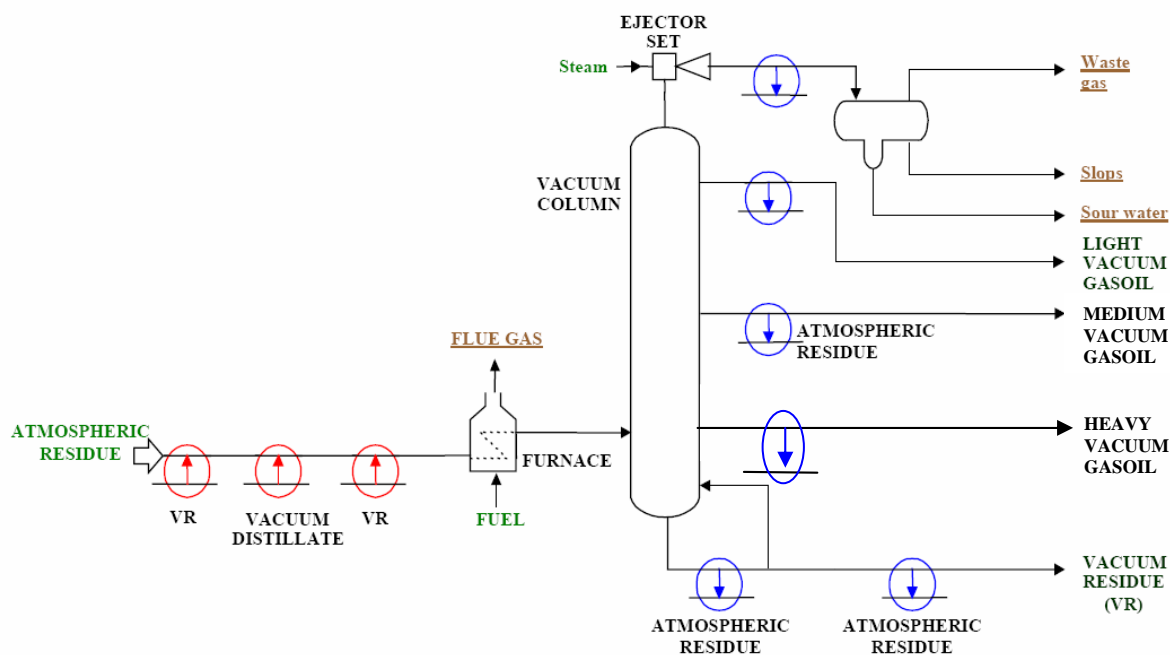 EJECTOR
SET
Steam
Waste
gas
VACUUM
COLUMN
Slops
Sour water
LIGHT
VACUUM
GASOIL
MEDIUM
VACUUM
GASOIL
ATMOSPHERIC
RESIDUE
FLUE GAS
ATMOSPHERIC
RESIDUE
FURNACE
HEAVY
VACUUM
GASOIL
VR
VACUUM
DISTILLATE
VR
FUEL
VACUUM
RESIDUE
(VR)
ATMOSPHERIC
RESIDUE
ATMOSPHERIC
RESIDUE